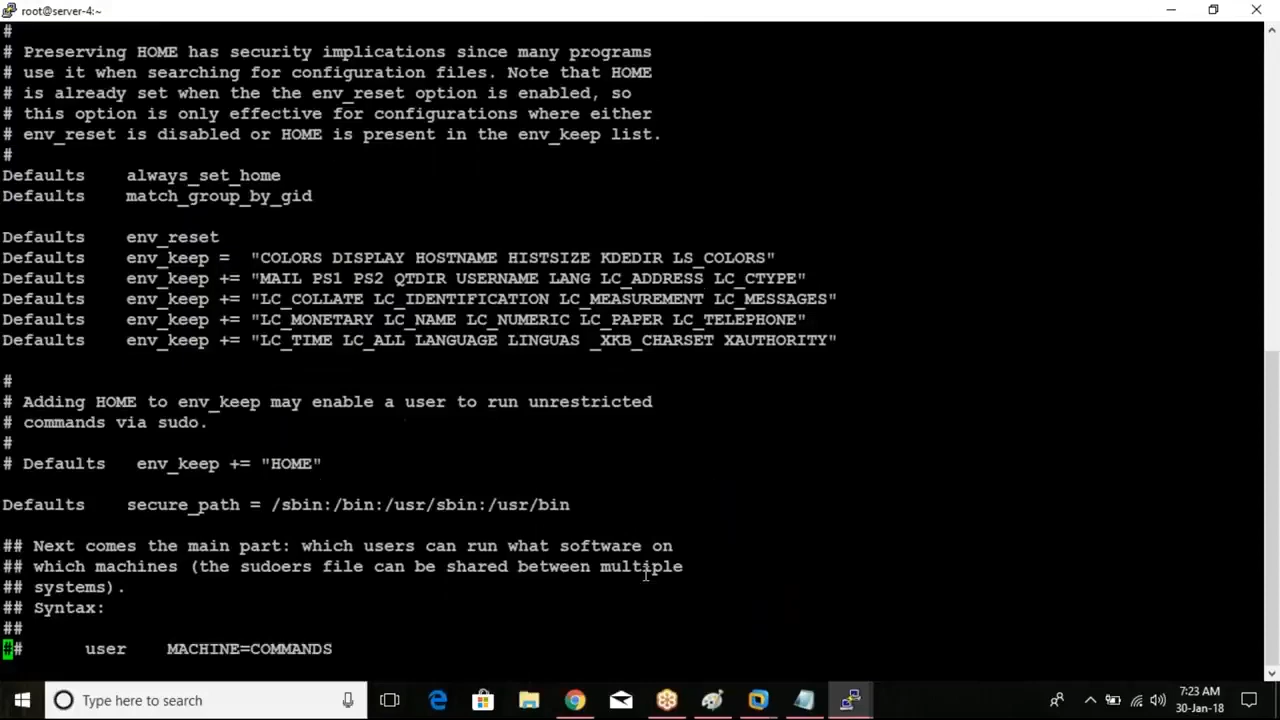 root@server-4:~
#
# Preserving HOME has security implications since many programs
# use it when searching for configuration files. Note that HOME
# is already set when the the env_reset option is enabled, so
# this option is only effective for configurations where either
# env_reset is disabled or HOME is present in the env_keep list.
#
Defaults    always_set_home
Defaults    match_group_by_gid
Defaults    env_reset
Defaults    env_keep =  "COLORS DISPLAY HOSTNAME HISTSIZE KDEDIR LS_COLORS"
Defaults    env_keep += "MAIL PS1 PS2 QTDIR USERNAME LANG LC_ADDRESS LC_CTYPE"
Defaults    env_keep += "LC_COLLATE LC_IDENTIFICATION LC_MEASUREMENT LC_MESSAGES"
Defaults    env_keep += "LC_MONETARY LC_NAME LC_NUMERIC LC_PAPER LC_TELEPHONE"
Defaults    env_keep += "LC_TIME LC_ALL LANGUAGE LINGUAS _XKB_CHARSET XAUTHORITY"
#
# Adding HOME to env_keep may enable a user to run unrestricted
# commands via sudo.
#
# Defaults   env_keep += "HOME"
Defaults    secure_path = /sbin:/bin:/usr/sbin:/usr/bin
## Next comes the main part: which users can run what software on
## which machines (the sudoers file can be shared between multiple
## systems).
## Syntax:
##
##      user    MACHINE=COMMANDS
Type here to search
7:23 AM
30-Jan-18